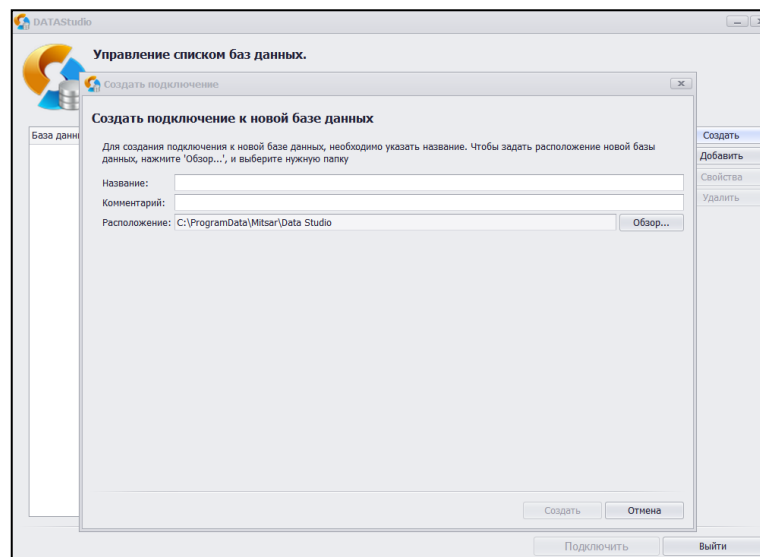 DATAStudio
Управление списком баз данных.
Создать подключение
Создать подключение к новой базе данных
База данн
Для создания подключения к новой базе данных, необходимо указать название. Чтобы задать расположение новой базы
данных, нажмите 'Обзор...', и выберите нужную папку
Название:
Комментарий:
Расположение: C:\ProgramData\Mitsar\Data Studio Обзор...
Создать
Добавить
Свойства
Удалить
Создать Отмена
Подключить Выйти